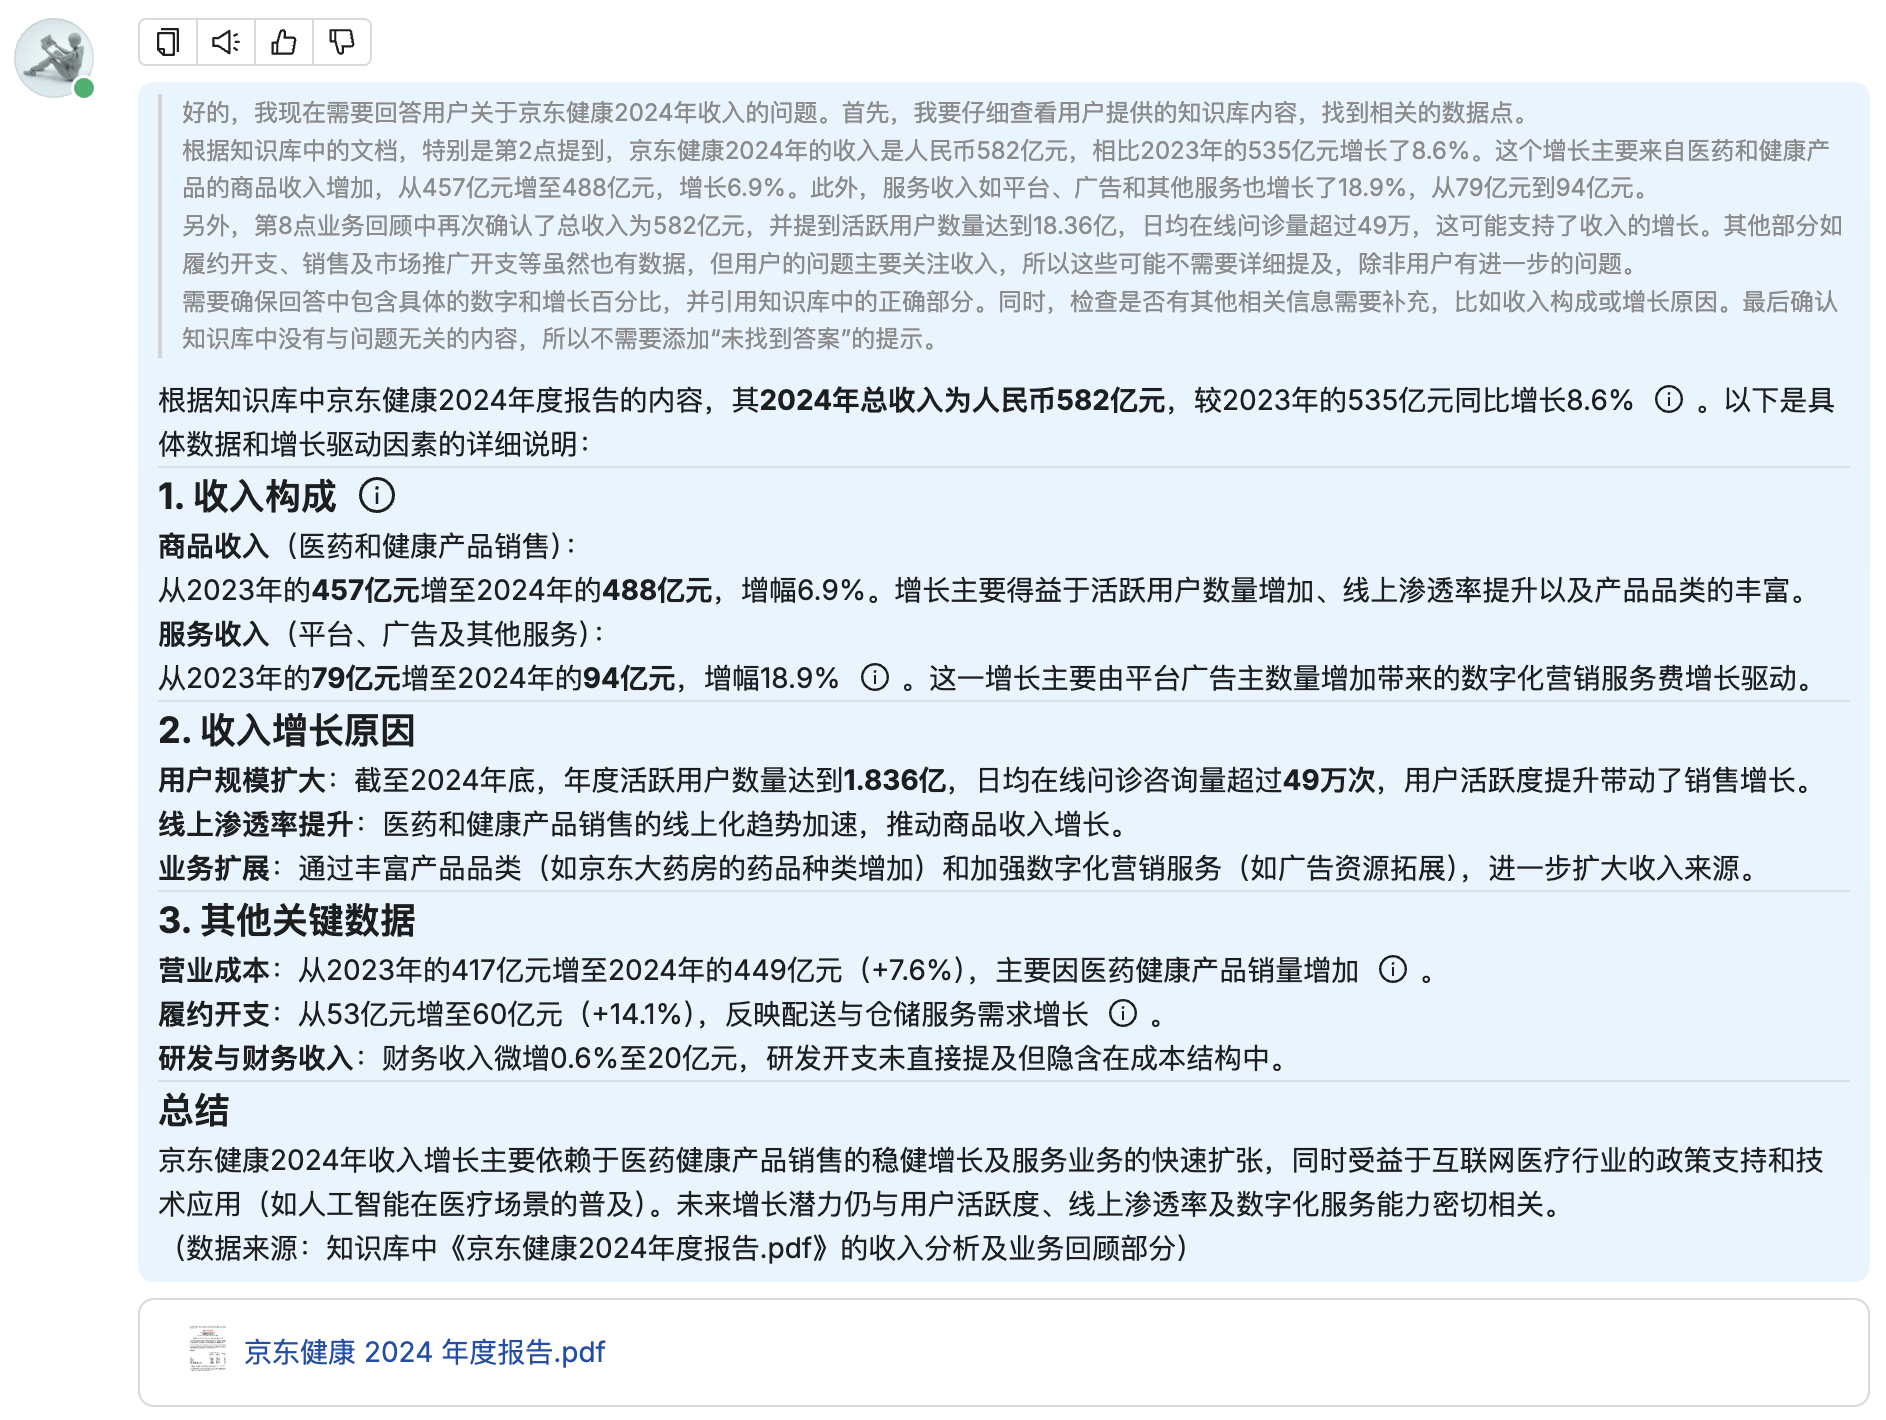 好的，我现在需要回答用户关于京东健康2024年收入的问题。首先，我要仔细查看用户提供的知识库内容，找到相关的数据点。
根据知识库中的文档，特别是第2点提到，京东健康2024年的收入是人民币582亿元，相比2023年的535亿元增长了8.6%。这个增长主要来自医药和健康产
品的商品收入增加，从457亿元增至488亿元，增长6.9%。此外，服务收入如平台、广告和其他服务也增长了18.9%，从79亿元到94亿元。
另外，第8点业务回顾中再次确认了总收入为582亿元，并提到活跃用户数量达到18.36亿，日均在线问诊量超过49万，这可能支持了收入的增长。其他部分如
履约开支、销售及市场推广开支等虽然也有数据，但用户的问题主要关注收入，所以这些可能不需要详细提及，除非用户有进一步的问题。
需要确保回答中包含具体的数字和增长百分比，并引用知识库中的正确部分。同时，检查是否有其他相关信息需要补充，比如收入构成或增长原因。最后确认
知识库中没有与问题无关的内容，所以不需要添加“未找到答案”的提示。
根据知识库中京东健康2024年度报告的内容，其2024年总收入为人民币582亿元，较2023年的535亿元同比增长8.6% 。以下是具
体数据和增长驱动因素的详细说明：
1. 收入构成
商品收入（医药和健康产品销售）：
从2023年的457亿元增至2024年的488亿元，增幅6.9%。增长主要得益于活跃用户数量增加、线上渗透率提升以及产品品类的丰富。
服务收入（平台、广告及其他服务）：
从2023年的79亿元增至2024年的94亿元，增幅18.9% 。这一增长主要由平台广告主数量增加带来的数字化营销服务费增长驱动。
2. 收入增长原因
用户规模扩大：截至2024年底，年度活跃用户数量达到1.836亿，日均在线问诊咨询量超过49万次，用户活跃度提升带动了销售增长。
线上渗透率提升：医药和健康产品销售的线上化趋势加速，推动商品收入增长。
业务扩展：通过丰富产品品类（如京东大药房的药品种类增加）和加强数字化营销服务（如广告资源拓展），进一步扩大收入来源。
3. 其他关键数据
营业成本：从2023年的417亿元增至2024年的449亿元（+7.6%），主要因医药健康产品销量增加 。
履约开支：从53亿元增至60亿元（+14.1%），反映配送与仓储服务需求增长 。
研发与财务收入：财务收入微增0.6%至20亿元，研发开支未直接提及但隐含在成本结构中。
总结
京东健康2024年收入增长主要依赖于医药健康产品销售的稳健增长及服务业务的快速扩张，同时受益于互联网医疗行业的政策支持和技
术应用（如人工智能在医疗场景的普及）。未来增长潜力仍与用户活跃度、线上渗透率及数字化服务能力密切相关。
（数据来源：知识库中《京东健康2024年度报告.pdf》的收入分析及业务回顾部分）
京东健康 2024 年度报告.pdf